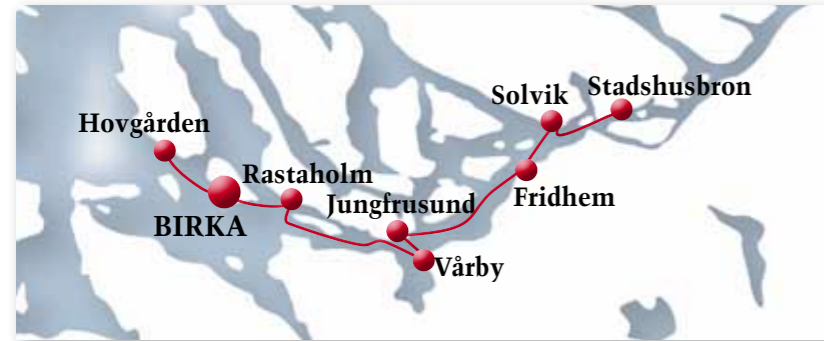 Stadshusbron
Solvik
Hovgården
Rastaholm
Fridhem
Jungfrusund
BIRKA
Vårby